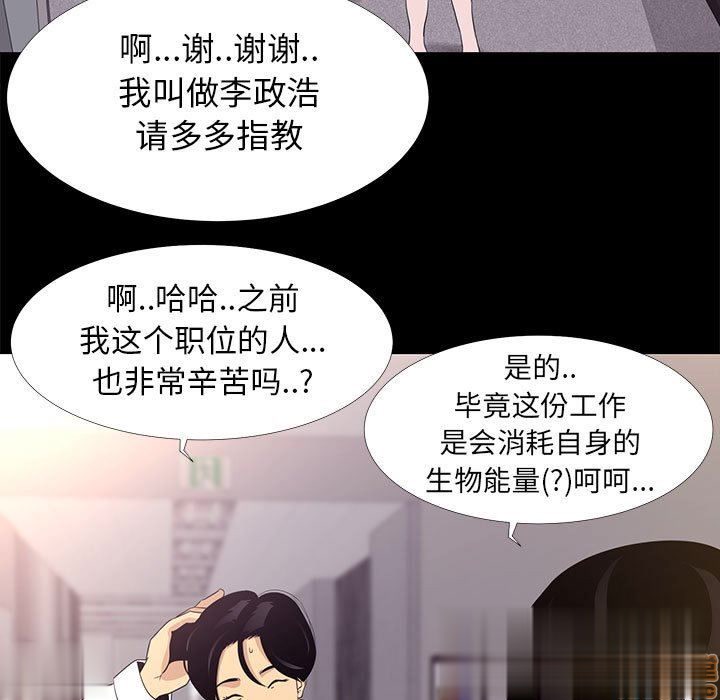 啊...谢..谢谢..
我叫做李政浩
请多多指教
啊..哈哈..之前
我这个职位的人...
也非常辛苦吗..?
是的..
毕竟这份工作
是会消耗自身的
生物能量(?)呵呵...